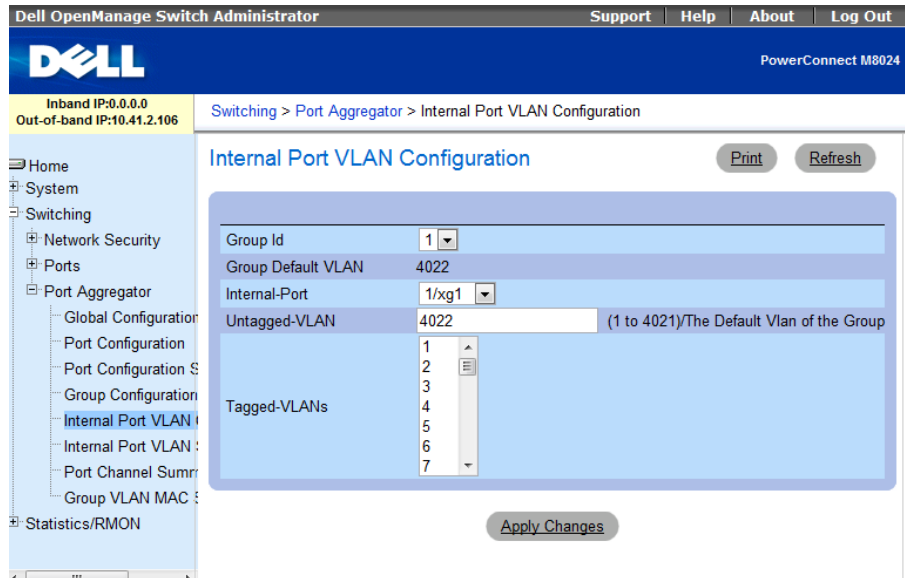 Dell OpenManage Switch Administrator
Support Help About Log Out
DELL
PowerConnect M8024
Inband IP:0.0.0.0
Out-of-band IP:10.41.2.106
Switching > Port Aggregator > Internal Port VLAN Configuration
Home
System
Switching
Network Security
Ports
Port Aggregator
Global Configuration
Port Configuration
Port Configuration S
Group Configuration
Internal Port VLAN
Internal Port VLAN
Port Channel Summ
Group VLAN MAC
Statistics/RMON
Internal Port VLAN Configuration
Print Refresh
Group Id 1
Group Default VLAN 4022
Internal-Port 1/xg1
Untagged-VLAN 4022 (1 to 4021)/The Default Vlan of the Group
Tagged-VLANs
1
2
3
4
5
6
7
Apply Changes